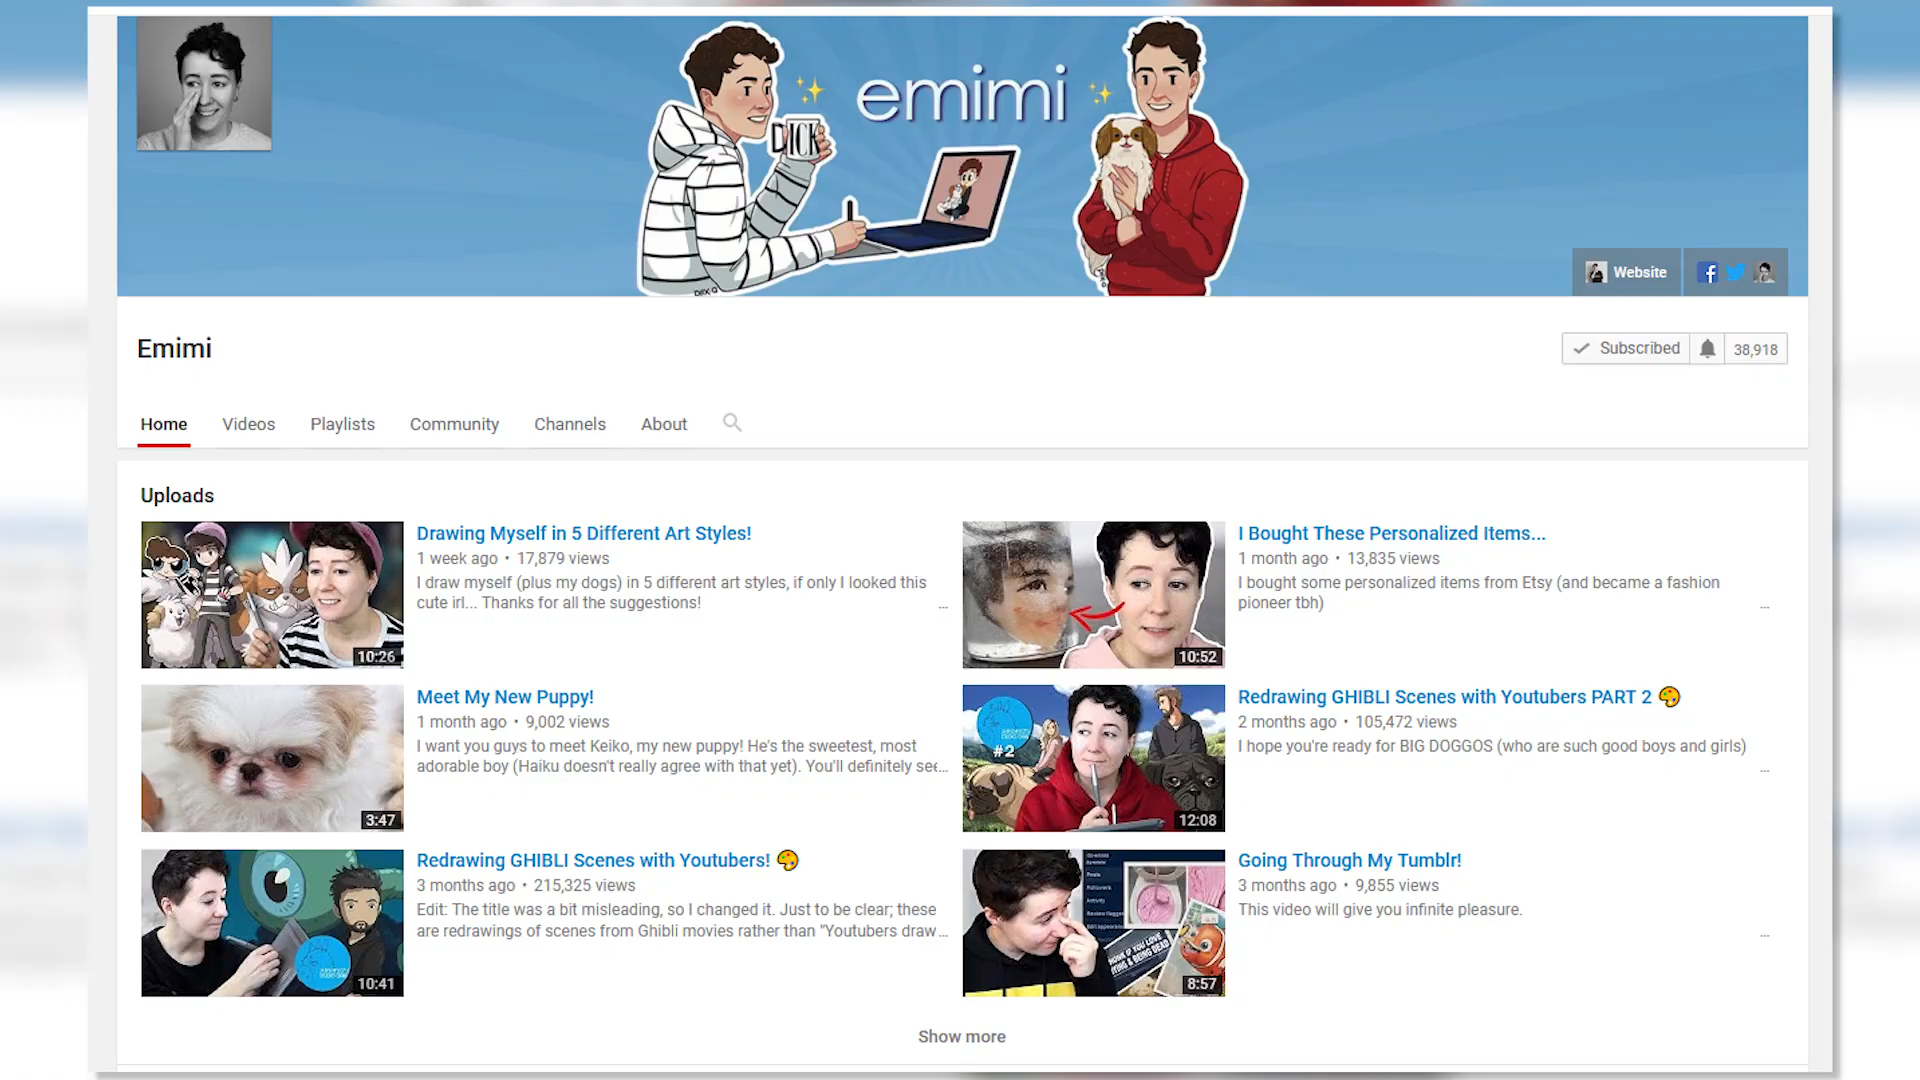 emimi
DICK
Website
Emimi
Subscribed
38,918
Home
Videos
Playlists
Community
Channels
About
Uploads
Drawing Myself in 5 Different Art Styles!
1 week ago • 17,879 views
I draw myself (plus my dogs) in 5 different art styles, if only I looked this
cute irl... Thanks for all the suggestions!
...
10:26
I Bought These Personalized Items...
1 month ago • 13,835 views
I bought some personalized items from Etsy (and became a fashion
pioneer tbh)
...
10:52
Meet My New Puppy!
1 month ago • 9,002 views
I want you guys to meet Keiko, my new puppy! He's the sweetest, most
adorable boy (Haiku doesn't really agree with that yet). You'll definitely see...
3:47
Redrawing GHIBLI Scenes with Youtubers PART 2 🎨
2 months ago • 105,472 views
I hope you're ready for BIG DOGGOS (who are such good boys and girls)
...
#2
12:08
Redrawing GHIBLI Scenes with Youtubers! 🎨
3 months ago • 215,325 views
Edit: The title was a bit misleading, so I changed it. Just to be clear; these
are redrawings of scenes from Ghibli movies rather than "Youtubers draw ...
10:41
Going Through My Tumblr!
3 months ago • 9,855 views
This video will give you infinite pleasure.
...
8:57
Show more